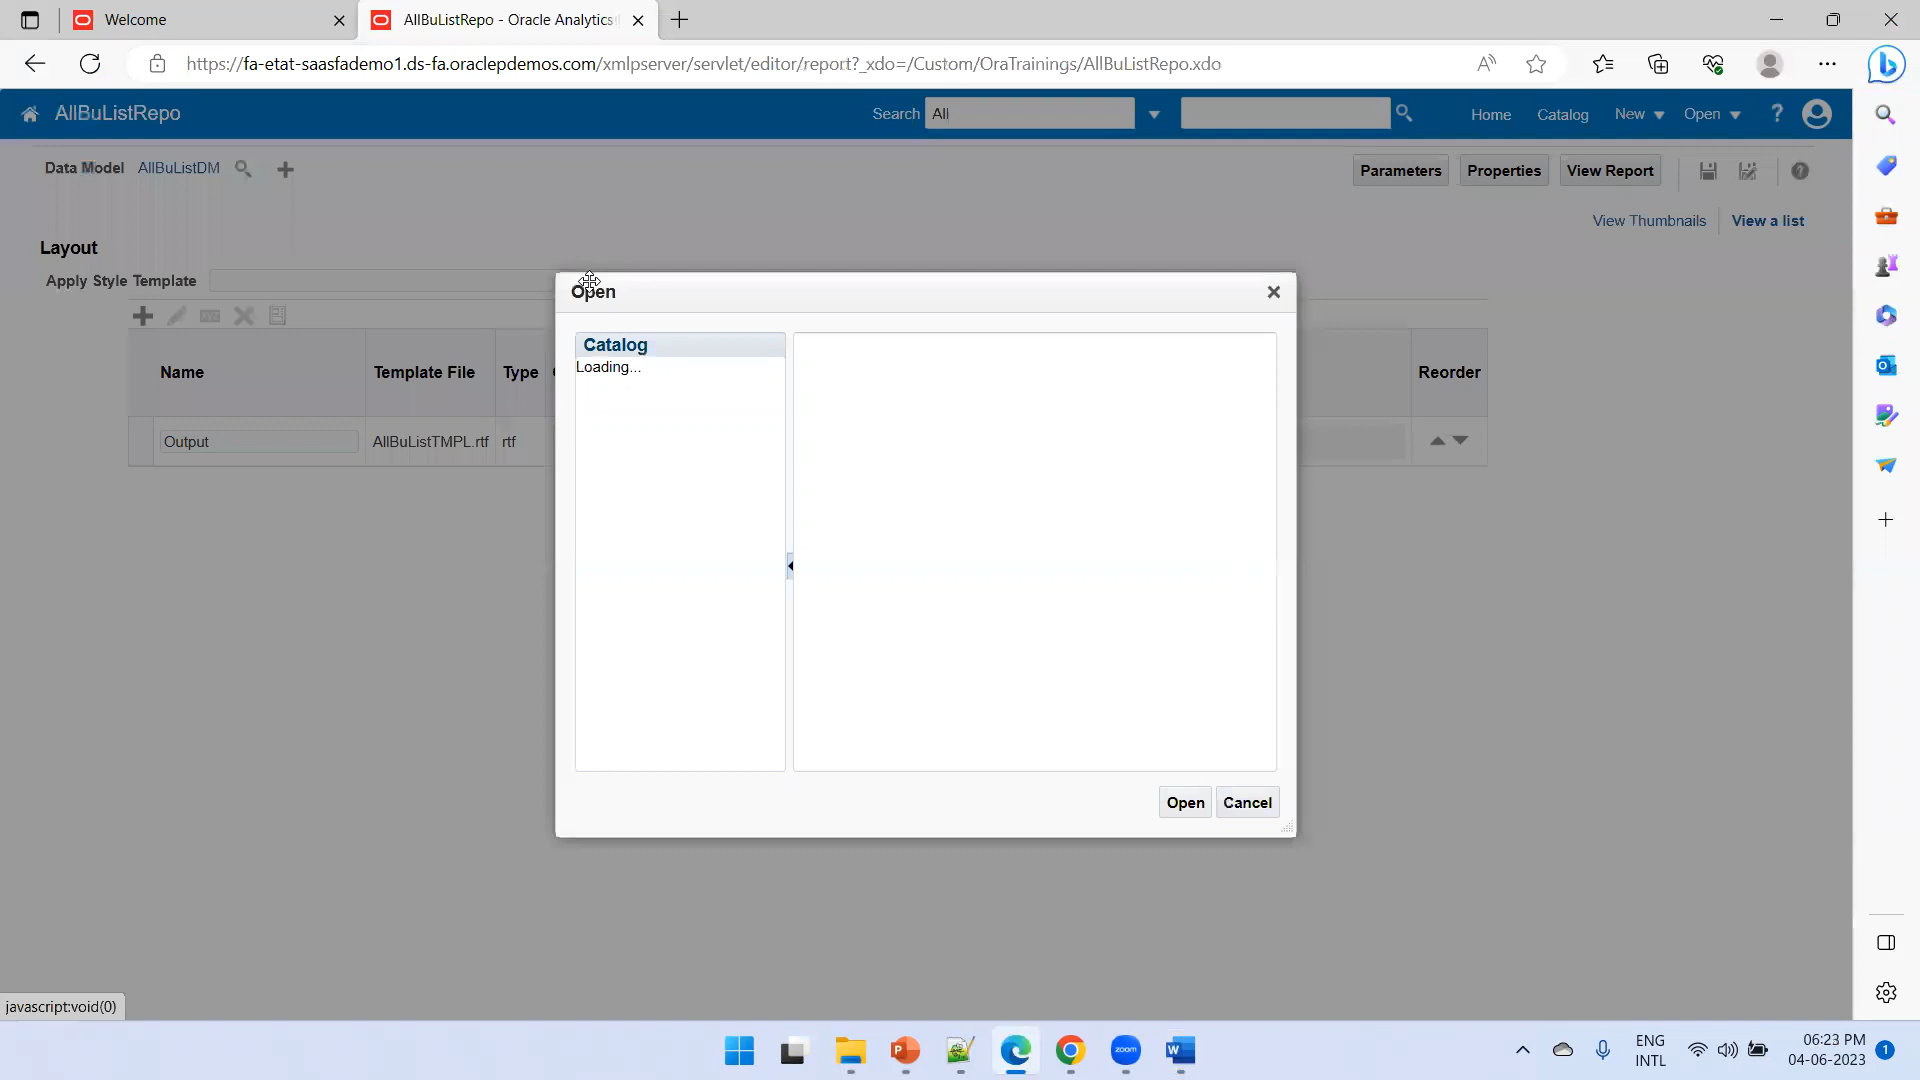 Welcome
AllBuListRepo - Oracle Analytics
https://fa-etat-saasfademo1.ds-fa.oraclepdemos.com/xmlpserver/servlet/editor/report?_xdo=/Custom/OraTrainings/AllBuListRepo.xdo
AllBuListRepo
Search All
Home Catalog New Open ?
Data Model AllBuListDM
Parameters Properties View Report
View Thumbnails View a list
Layout
Apply Style Template
Open
Catalog
Loading...
Name Template File Type Reorder
Output AllBuListTMPL.rtf rtf
Open Cancel
javascript:void(0)
zoom
ENG
INTL
06:23 PM
04-06-2023
1